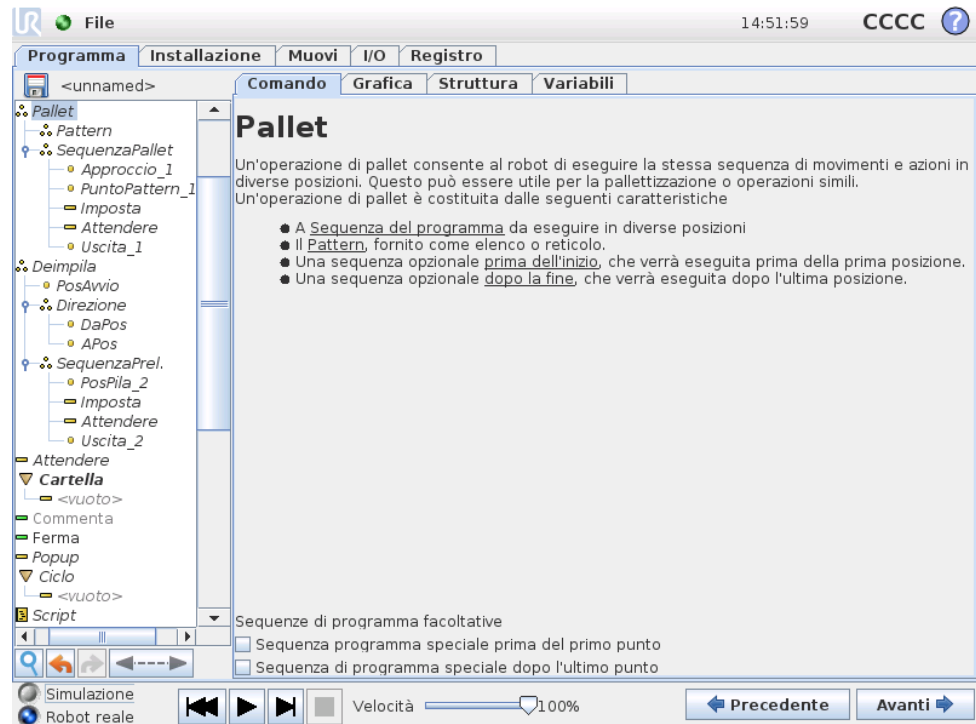 UR File 14:51:59 CCCC ?
Programma Installazione Muovi I/O Registro
<unnamed>
Comando Grafica Struttura Variabili
Pallet
Pattern
SequenzaPallet
Approccio_1
PuntoPattern_1
Imposta
Attendere
Uscita_1
Deimpila
PosAvvio
Direzione
DaPos
APos
SequenzaPrel.
PosPila_2
Imposta
Attendere
Uscita_2
Attendere
Cartella
<vuoto>
Commenta
Ferma
Popup
Ciclo
<vuoto>
Script
Pallet
Un'operazione di pallet consente al robot di eseguire la stessa sequenza di movimenti e azioni in
diverse posizioni. Questo può essere utile per la pallettizzazione o operazioni simili.
Un'operazione di pallet è costituita dalle seguenti caratteristiche
A Sequenza del programma da eseguire in diverse posizioni
Il Pattern, fornito come elenco o reticolo.
Una sequenza opzionale prima dell'inizio, che verrà eseguita prima della prima posizione.
Una sequenza opzionale dopo la fine, che verrà eseguita dopo l'ultima posizione.
Sequenze di programma facoltative
Sequenza programma speciale prima del primo punto
Sequenza di programma speciale dopo l'ultimo punto
Simulazione
Robot reale
Velocità 100%
Precedente Avanti